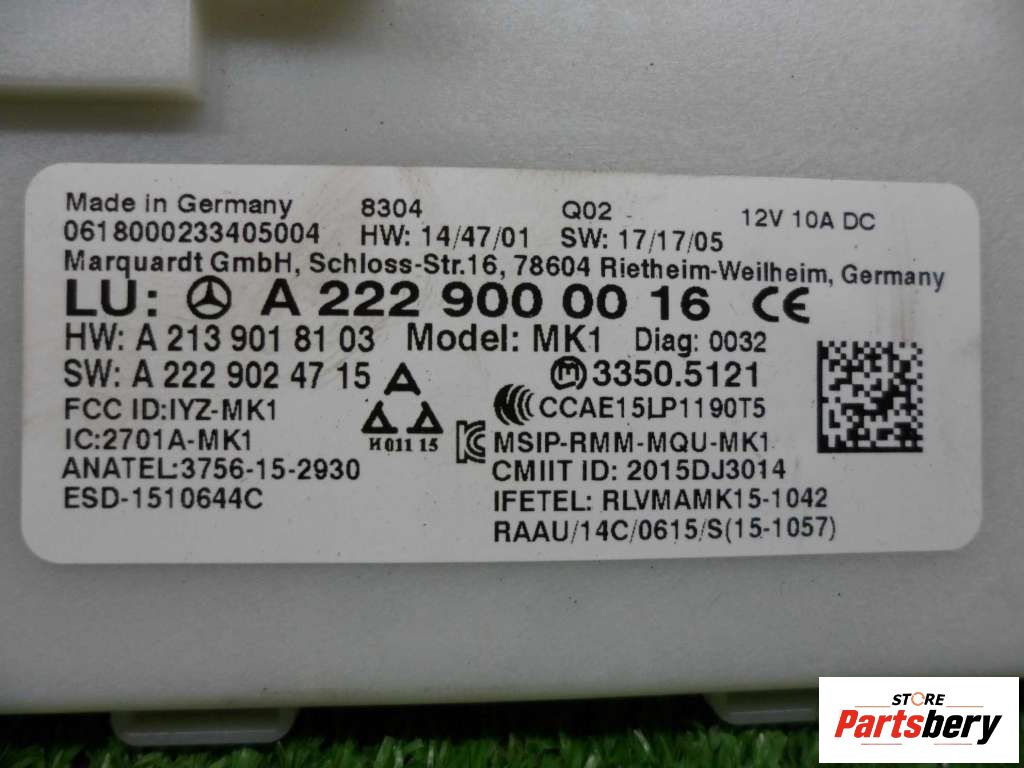 Made in Germany 8304 Q02 12V 10A DC
0618000233405004 HW: 14/47/01 SW: 17/17/05
Marquardt GmbH, Schloss-Str.16, 78604 Rietheim-Weilheim, Germany
LU: A 222 900 00 16 CE
HW: A 213 901 81 03 Model: MK1 Diag: 0032
SW: A 222 902 47 15 3350.5121
FCC ID:IYZ-MK1 CCAE15LP1190T5
IC:2701A-MK1 H 011 15 MSIP-RMM-MQU-MK1
ANATEL:3756-15-2930 CMIIT ID: 2015DJ3014
ESD-1510644C IFETEL: RLVMAMK15-1042
RAAU/14C/0615/S(15-1057)
STORE
Partsbery